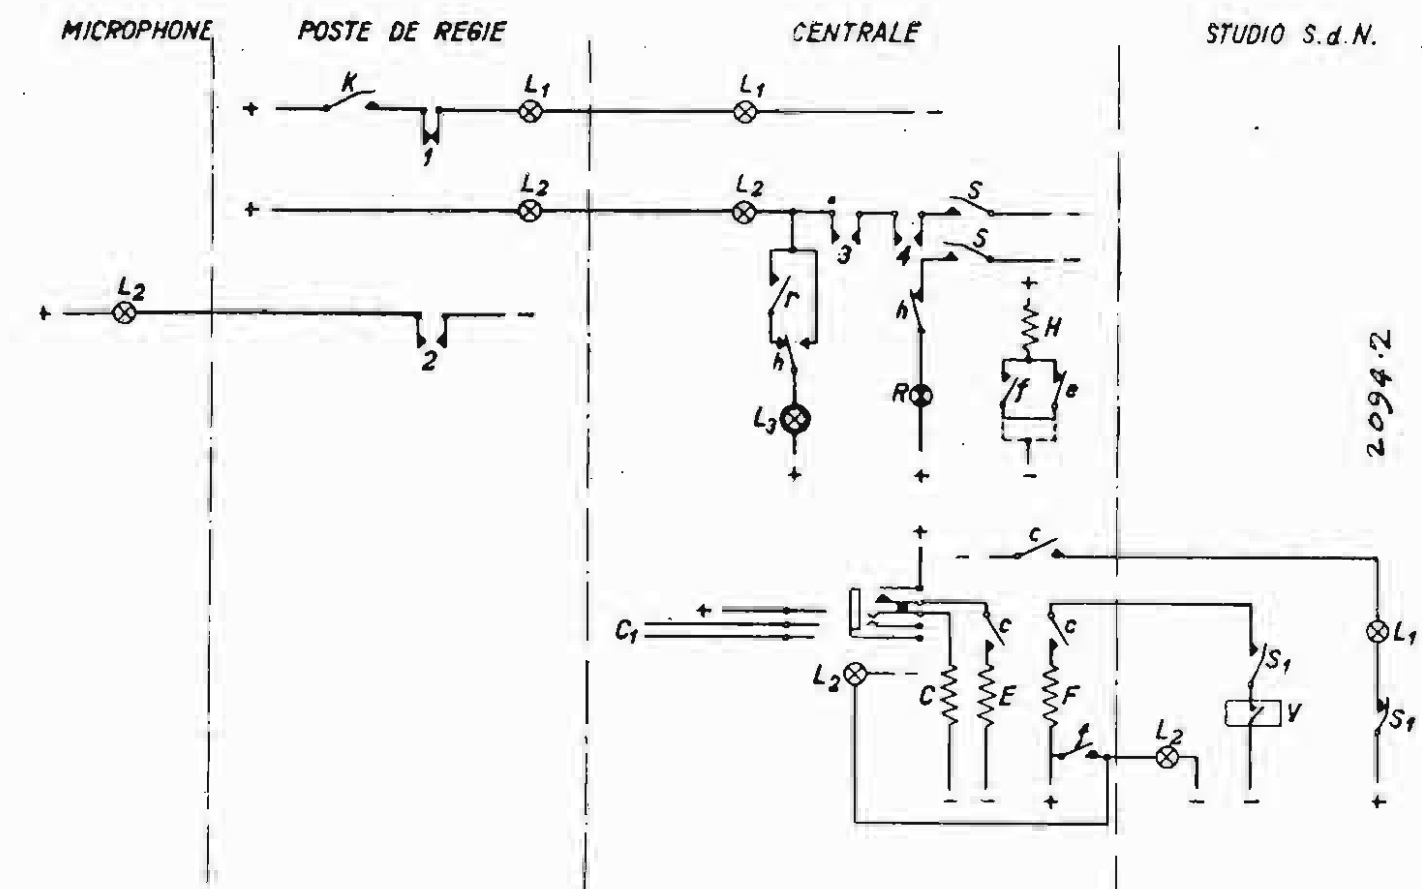 MICROPHONE POSTE DE REGIE CENTRALE STUDIO S.d.N.
+ K 1 L1 L1 -
+ L2 L2 3 4 S -
S -
+ L2 2 -
r h h + H
L3 R f e
+ + -
2094.2
+ - c
C1 + c c L1
L2 - C E F S1 V S1
f L2
- - + - - +